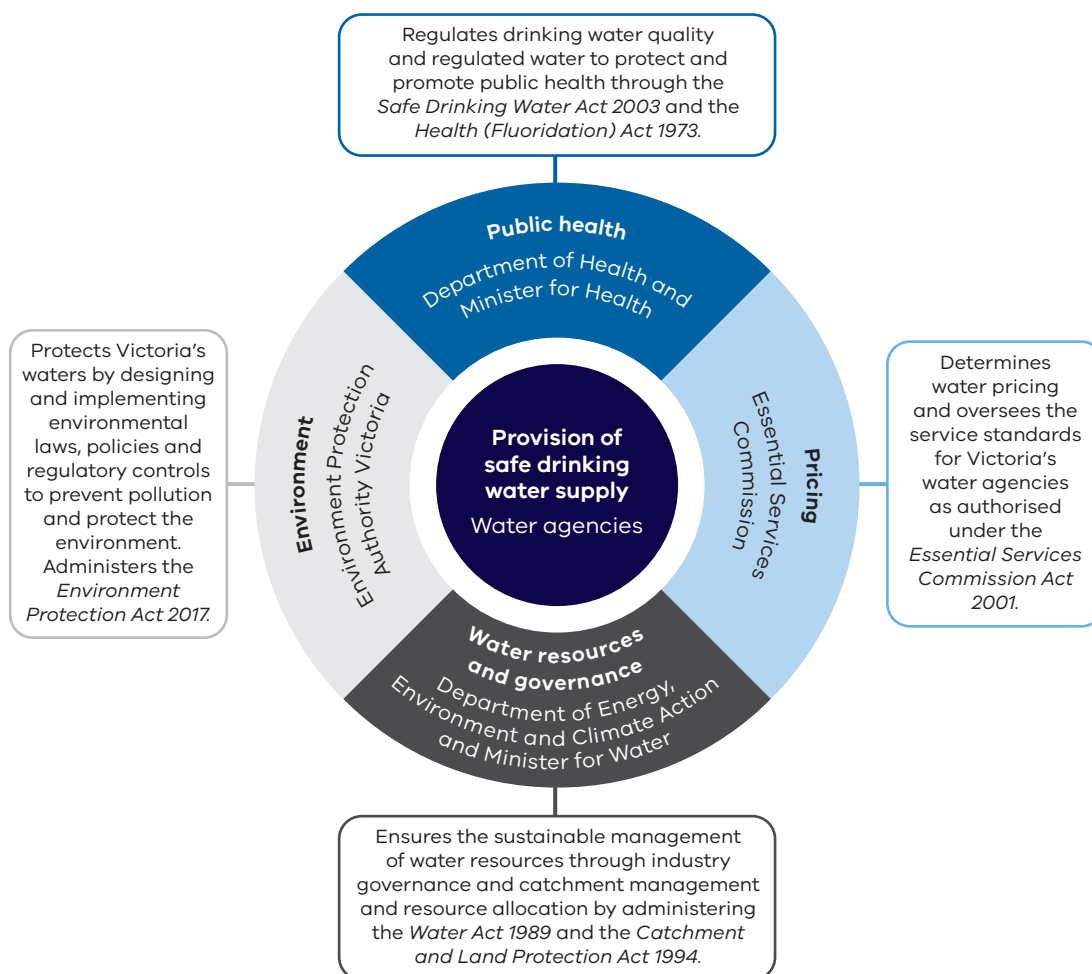 Regulates drinking water quality
and regulated water to protect and
promote public health through the
Safe Drinking Water Act 2003 and the
Health (Fluoridation) Act 1973.
Public health
Department of Health and
Minister for Health
Protects Victoria’s
waters by designing
and implementing
environmental
laws, policies and
regulatory controls
to prevent pollution
and protect the
environment.
Administers the
Environment
Protection Act 2017.
Environment
Environment Protection
Authority Victoria
Provision of
safe drinking
water supply
Water agencies
Pricing
Essential Services
Commission
Determines
water pricing
and oversees the
service standards
for Victoria’s
water agencies
as authorised
under the
Essential Services
Commission Act
2001.
Water resources
and governance
Department of Energy,
Environment and Climate Action
and Minister for Water
Ensures the sustainable management
of water resources through industry
governance and catchment management
and resource allocation by administering
the Water Act 1989 and the Catchment
and Land Protection Act 1994.